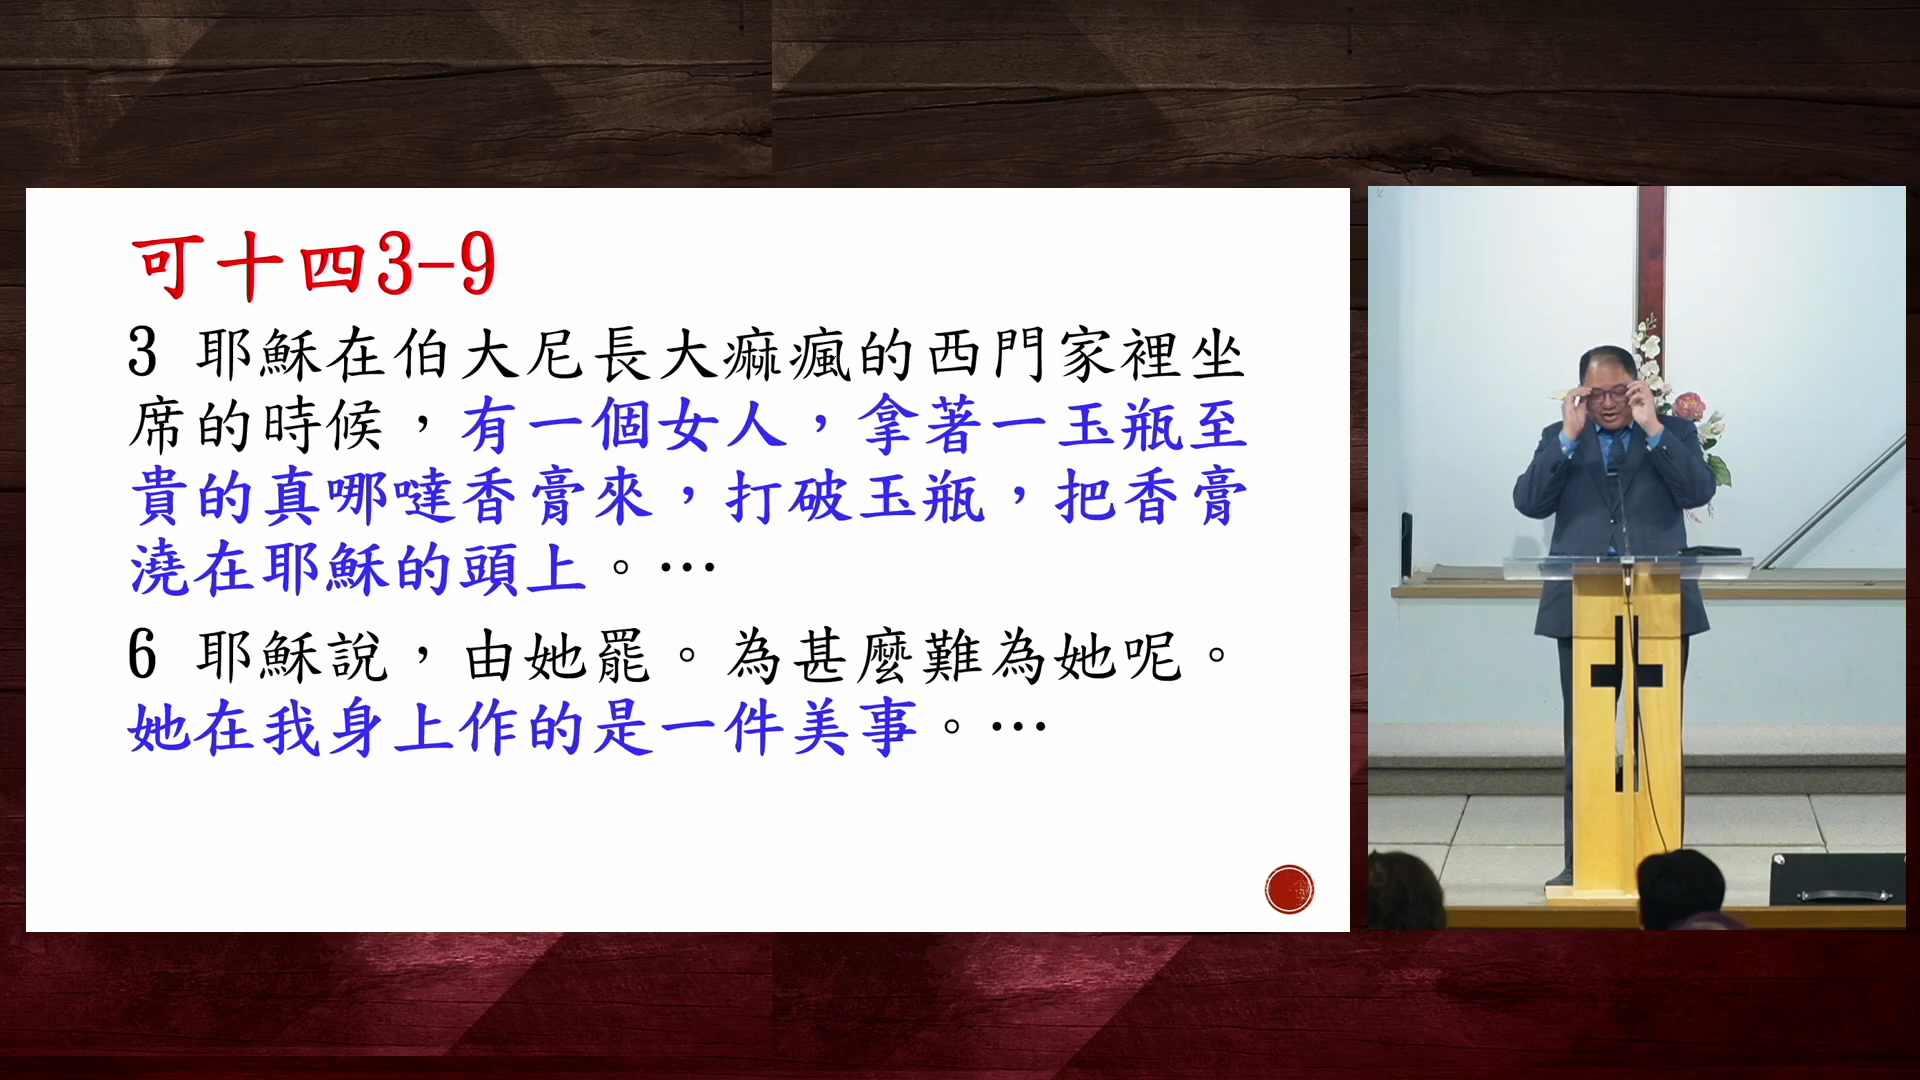 可十四3-9
3 耶穌在伯大尼長大痲瘋的西門家裡坐
席的時候，有一個女人，拿著一玉瓶至
貴的真哪噠香膏來，打破玉瓶，把香膏
澆在耶穌的頭上。…
6 耶穌說，由她罷。為甚麼難為她呢。
她在我身上作的是一件美事。…